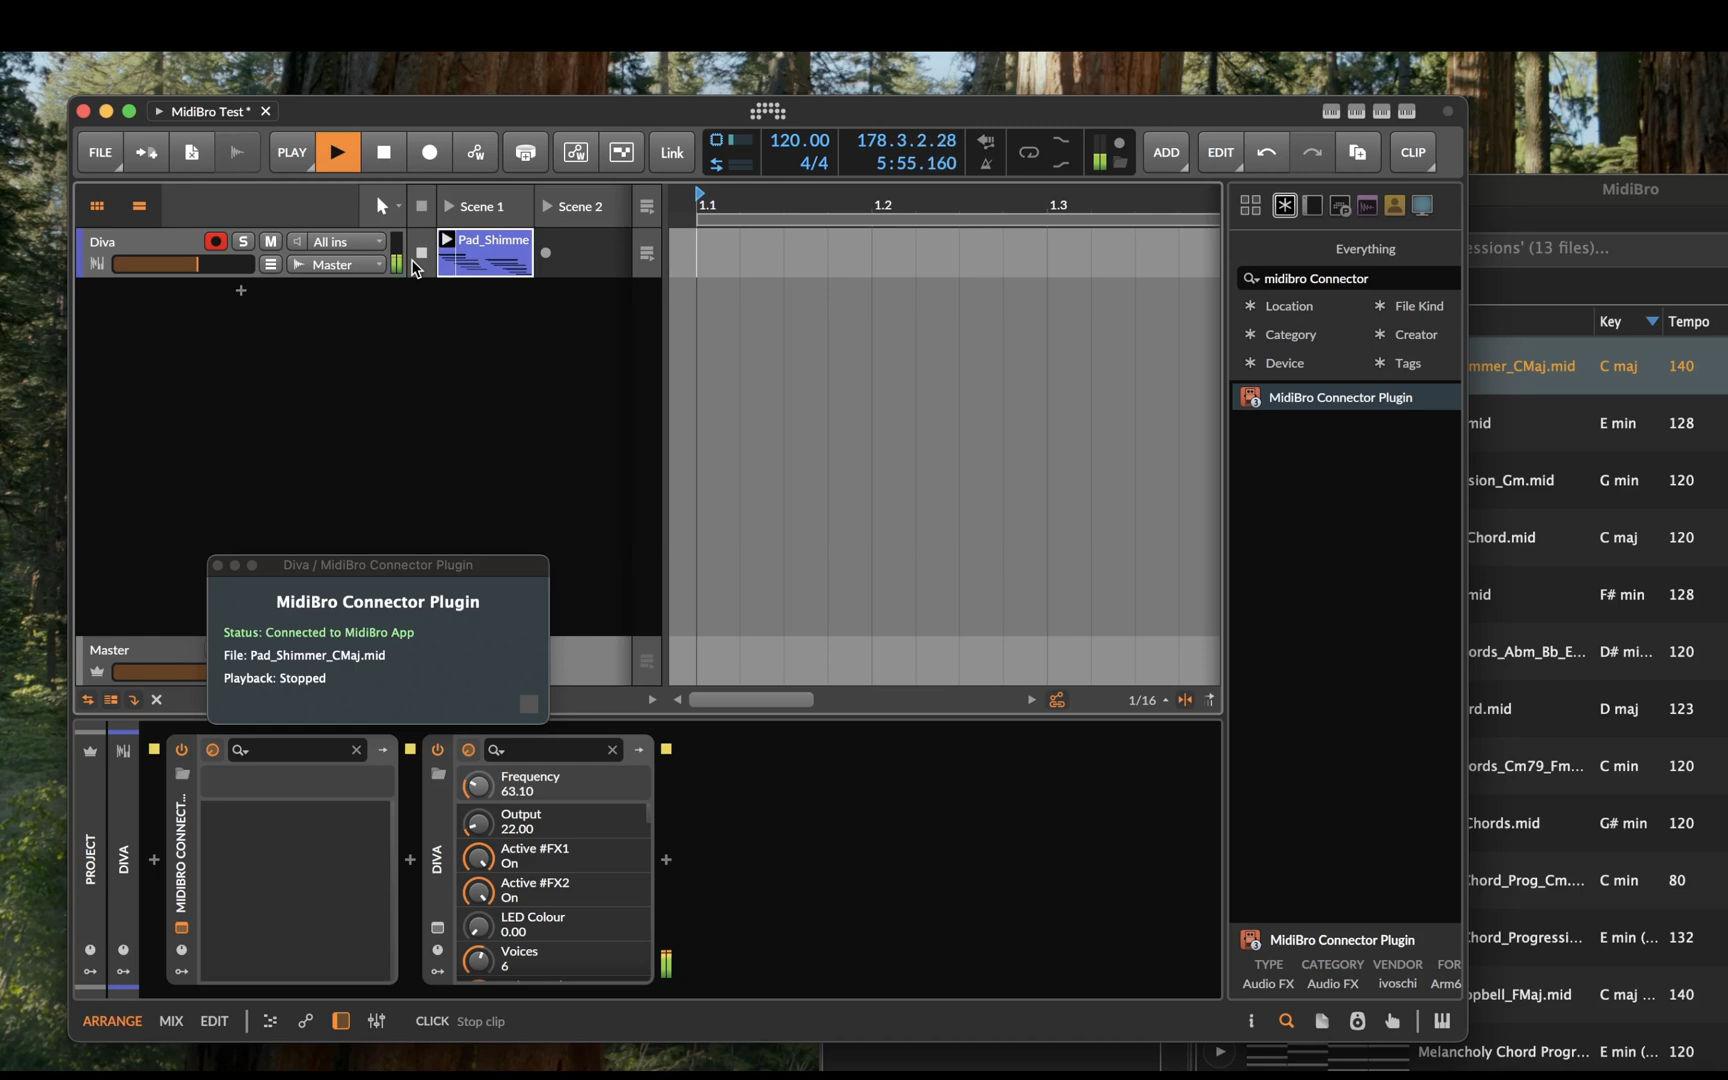 MidiBro Test*
FILE
PLAY
Link
120.00
4/4
178.3.2.28
5:55.160
ADD
EDIT
CLIP
MidiBro
Scene 1
Scene 2
1.1
1.2
1.3
Everything
essions' (13 files)...
midibro Connector
Location
File Kind
Category
Creator
Device
Tags
MidiBro Connector Plugin
Diva
S
M
All ins
Master
Pad_Shimme
Key
Tempo
mmer_CMaj.mid C maj 140
mid E min 128
sion_Gm.mid G min 120
Chord.mid C maj 120
mid F# min 128
ords_Abm_Bb_E... D# mi... 120
rd.mid D maj 123
ords_Cm79_Fm... C min 120
Chords.mid G# min 120
Chord_Prog_Cm.... C min 80
Chord_Progressi... E min (... 132
opbell_FMaj.mid C maj ... 140
Melancholy Chord Progr... E min (... 120
Diva / MidiBro Connector Plugin
MidiBro Connector Plugin
Status: Connected to MidiBro App
File: Pad_Shimmer_CMaj.mid
Playback: Stopped
Master
1/16
PROJECT
DIVA
MIDIBRO CONNECT...
DIVA
Frequency
63.10
Output
22.00
Active #FX1
On
Active #FX2
On
LED Colour
0.00
Voices
6
MidiBro Connector Plugin
TYPE CATEGORY VENDOR FOR
Audio FX Audio FX ivoschi Arm6
ARRANGE
MIX
EDIT
CLICK Stop clip